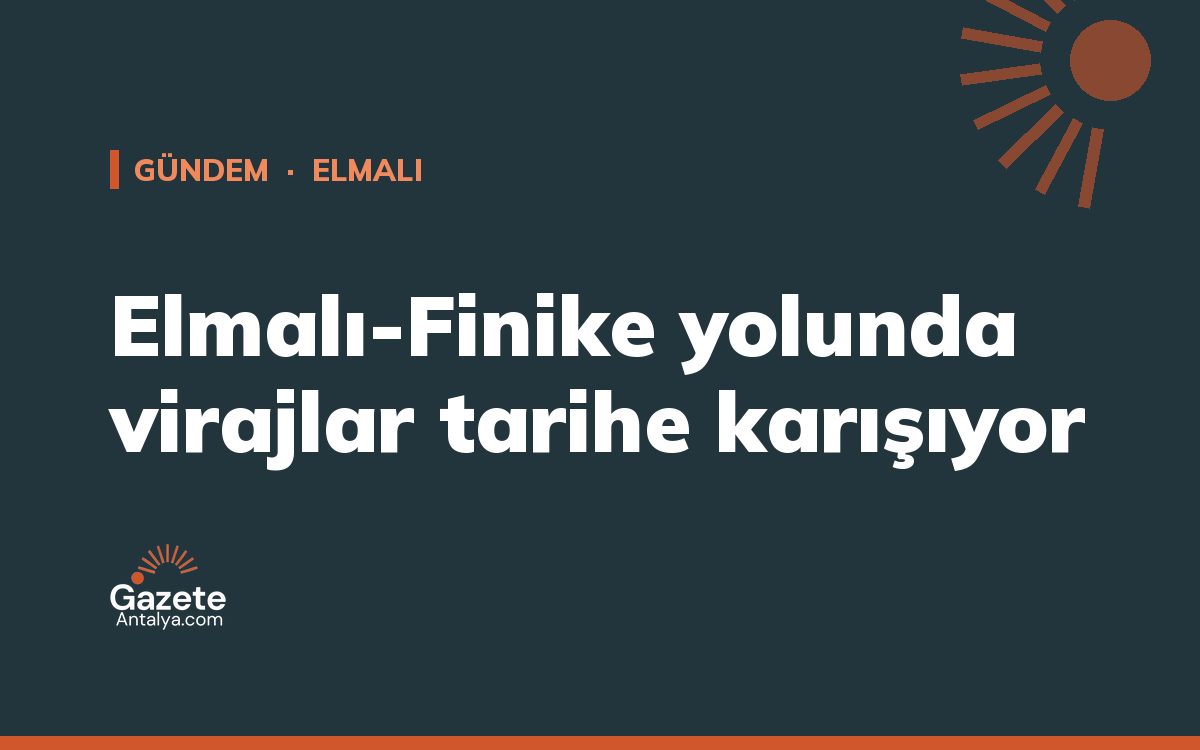 GÜNDEM · ELMALI
Elmalı-Finike yolunda
virajlar tarihe karışıyor
Gazete
Antalya.com